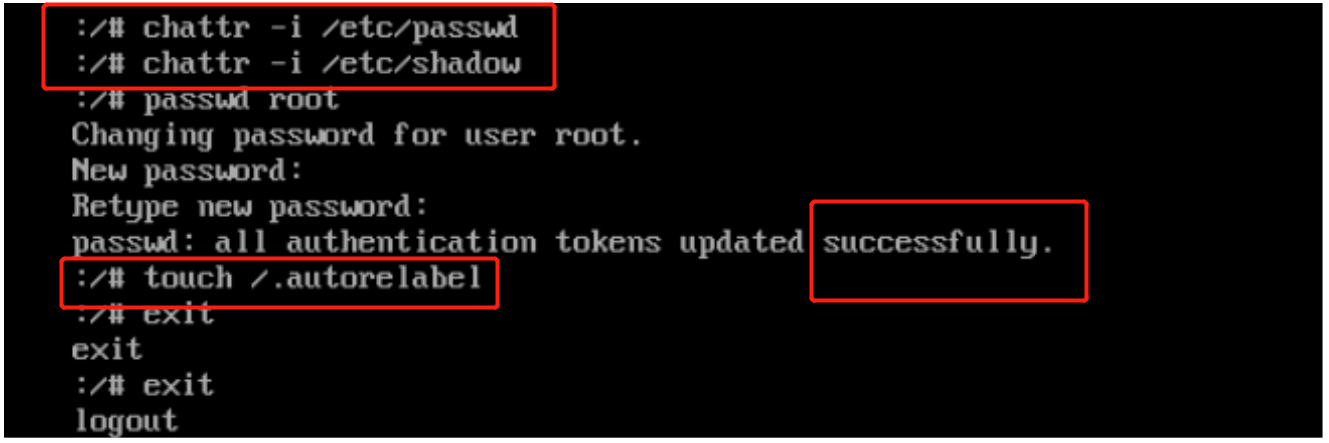 :/# chattr -i /etc/passwd
:/# chattr -i /etc/shadow
:/# passwd root
Changing password for user root.
New password:
Retype new password:
passwd: all authentication tokens updated successfully.
:/# touch /.autorelabel
:/# exit
exit
:/# exit
logout